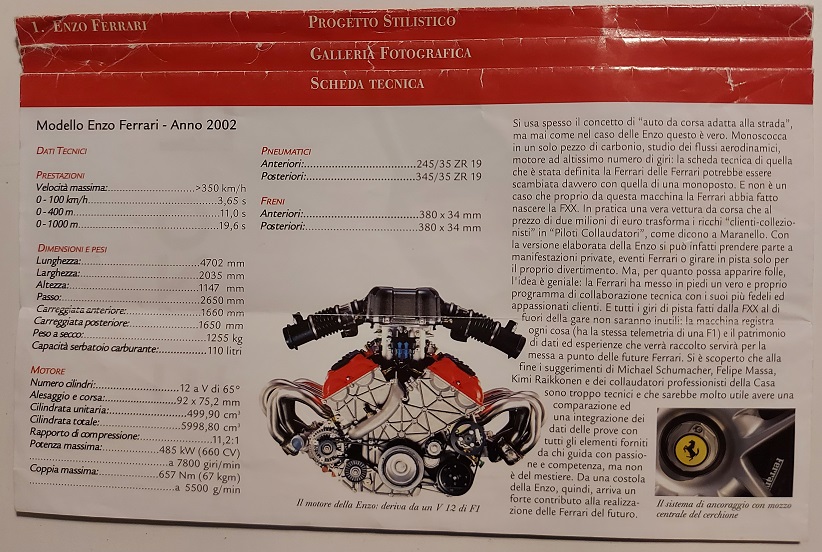 1. ENZO FERRARI
PROGETTO STILISTICO
GALLERIA FOTOGRAFICA
SCHEDA TECNICA
Modello Enzo Ferrari - Anno 2002
DATI TECNICI
PRESTAZIONI
Velocità massima:..........................>350 km/h
0 - 100 km/h....................................3,65 s
0 -400 m..........................................11,0 s
0 -1000 m........................................19,6 s
DIMENSIONI E PESI
Lunghezza:....................................4702 mm
Larghezza:....................................2035 mm
Altezza:........................................1147 mm
Passo:..........................................2650 mm
Carreggiata anteriore:......................1660 mm
Carreggiata posteriore:.....................1650 mm
Peso a secco:..................................1255 kg
Capacità serbatoio carburante:............110 litri
MOTORE
Numero cilindri:.........................12 a V di 65°
Alesaggio e corsa:......................92 x 75,2 mm
Cilindrata unitaria:......................499,90 cm³
Cilindrata totale:........................5998,80 cm³
Rapporto di compressione:....................11,2:1
Potenza massima:.................485 kW (660 CV)
..................................a 7800 giri/min
Coppia massima:..................657 Nm (67 kgm)
..................................a 5500 g/min
PNEUMATICI
Anteriori:...............................245/35 ZR 19
Posteriori:..............................345/35 ZR 19
FRENI
Anteriori:................................380 x 34 mm
Posteriori:...............................380 x 34 mm
Il motore della Enzo: deriva da un V 12 di F1
Si usa spesso il concetto di "auto da corsa adatta alla strada",
ma mai come nel caso delle Enzo questo è vero. Monoscocca
in un solo pezzo di carbonio, studio dei flussi aerodinamici,
motore ad altissimo numero di giri: la scheda tecnica di quella
che è stata definita la Ferrari delle Ferrari potrebbe essere
scambiata davvero con quella di una monoposto. E non è un
caso che proprio da questa macchina la Ferrari abbia fatto
nascere la FXX. In pratica una vera vettura da corsa che al
prezzo di due milioni di euro trasforma i ricchi "clienti-collezio-
nisti" in "Piloti Collaudatori", come dicono a Maranello. Con
la versione elaborata della Enzo si può infatti prendere parte a
manifestazioni private, eventi Ferrari o girare in pista solo per
il proprio divertimento. Ma, per quanto possa apparire folle,
l'idea è geniale: la Ferrari ha messo in piedi un vero e proprio
programma di collaborazione tecnica con i suoi più fedeli ed
appassionati clienti. E tutti i giri di pista fatti dalla FXX al di
fuori della gare non saranno inutili: la macchina registra
ogni cosa (ha la stessa telemetria di una F1) e il patrimonio
di dati ed esperienze che verrà raccolto servirà per la
messa a punto delle future Ferrari. Si è scoperto che alla
fine i suggerimenti di Michael Schumacher, Felipe Massa,
Kimi Raikkonen e dei collaudatori professionisti della Casa
sono troppo tecnici e che sarebbe molto utile avere una
comparazione ed
una integrazione dei
dati delle prove con
tutti gli elementi forniti
da chi guida con passio-
ne e competenza, ma non
è del mestiere. Da una costola
della Enzo, quindi, arriva un
forte contributo alla realizza-
zione delle Ferrari del futuro.
Ferrari
Il sistema di ancoraggio con mozzo
centrale del cerchione